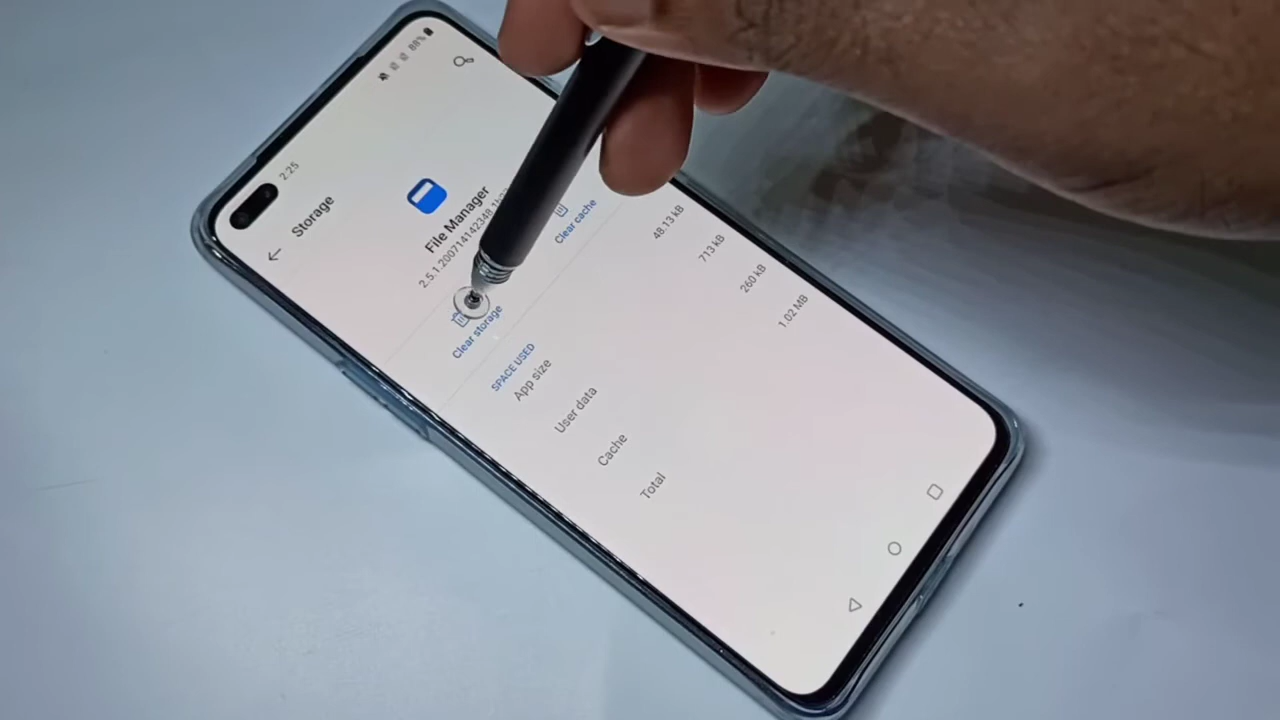 2:25
88%
Storage
File Manager
Clear storage
Clear cache
SPACE USED
App size 48.13 kB
User data 713 kB
Cache 260 kB
Total 1.02 MB